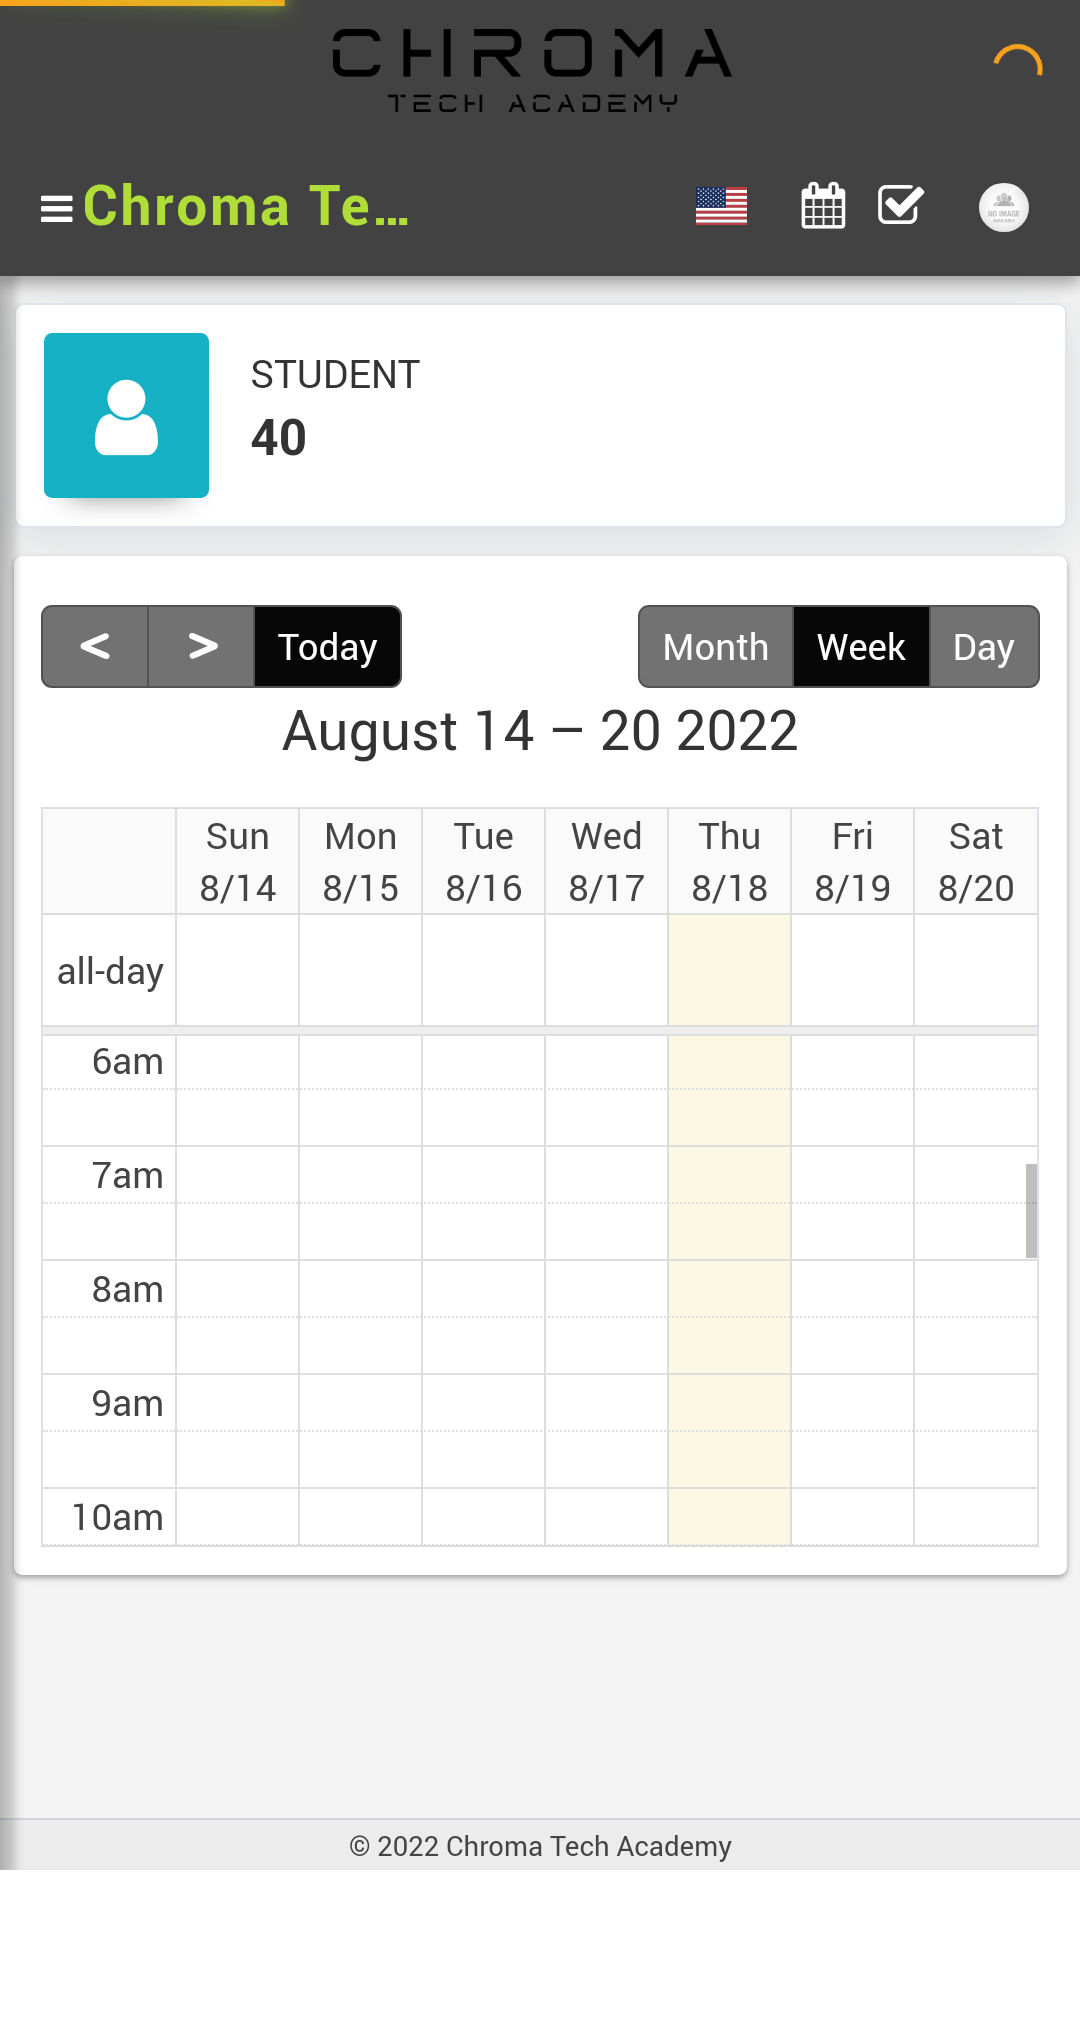 CHROMA
TECH ACADEMY
Chroma Te...
NO IMAGE
AVAILABLE
STUDENT
40
< > Today Month Week Day
August 14 – 20 2022
Sun Mon Tue Wed Thu Fri Sat
8/14 8/15 8/16 8/17 8/18 8/19 8/20
all-day
6am
7am
8am
9am
10am
© 2022 Chroma Tech Academy